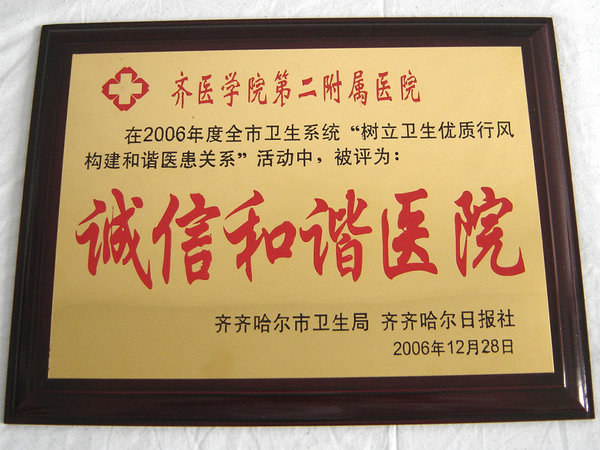 齐医学院第二附属医院
在2006年度全市卫生系统“树立卫生优质行风
构建和谐医患关系”活动中，被评为：
诚信和谐医院
齐齐哈尔市卫生局 齐齐哈尔日报社
2006年12月28日